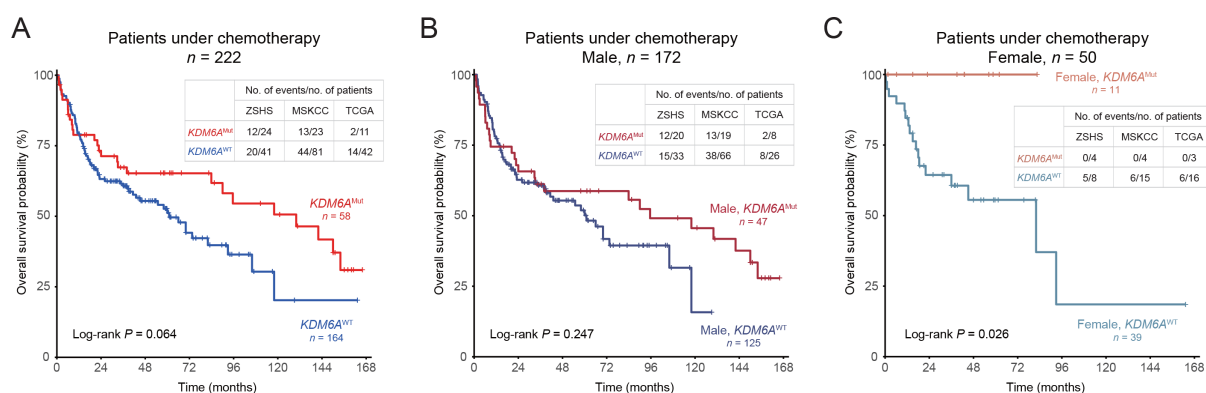 A
Patients under chemotherapy
n = 222
No. of events/no. of patients
ZSHS MSKCC TCGA
KDM6AMut 12/24 13/23 2/11
KDM6AWT 20/41 44/81 14/42
KDM6AMut
n = 58
KDM6AWT
n = 164
Log-rank P = 0.064
Overall survival probability (%)
100
75
50
25
0
0 24 48 72 96 120 144 168
Time (months)
B
Patients under chemotherapy
Male, n = 172
No. of events/no. of patients
ZSHS MSKCC TCGA
KDM6AMut 12/20 13/19 2/8
KDM6AWT 15/33 38/66 8/26
Male, KDM6AMut
n = 47
Male, KDM6AWT
n = 125
Log-rank P = 0.247
Overall survival probability (%)
100
75
50
25
0
0 24 48 72 96 120 144 168
Time (months)
C
Patients under chemotherapy
Female, n = 50
Female, KDM6AMut
n = 11
No. of events/no. of patients
ZSHS MSKCC TCGA
KDM6AMut 0/4 0/4 0/3
KDM6AWT 5/8 6/15 6/16
Female, KDM6AWT
n = 39
Log-rank P = 0.026
Overall survival probability (%)
100
75
50
25
0
0 24 48 72 96 120 144 168
Time (months)